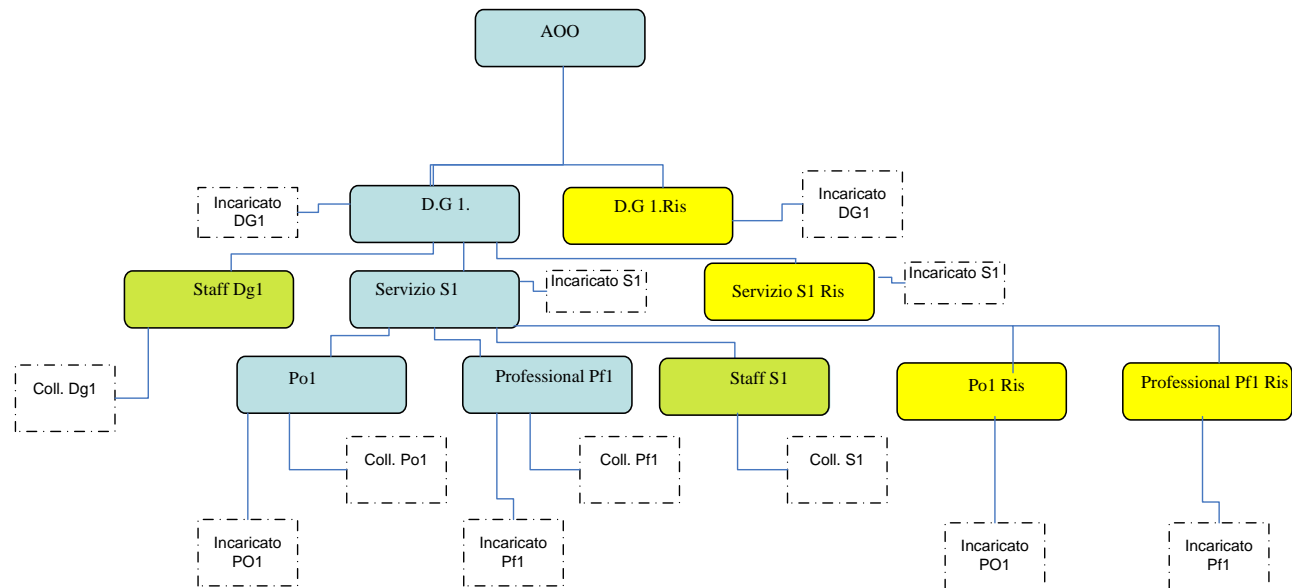 AOO
Incaricato
DG1
D.G 1.
D.G 1.Ris
Incaricato
DG1
Staff Dg1
Servizio S1
Incaricato S1
Servizio S1 Ris
Incaricato S1
Coll. Dg1
Po1
Professional Pf1
Staff S1
Po1 Ris
Professional Pf1 Ris
Coll. Po1
Coll. Pf1
Coll. S1
Incaricato
PO1
Incaricato
Pf1
Incaricato
PO1
Incaricato
Pf1